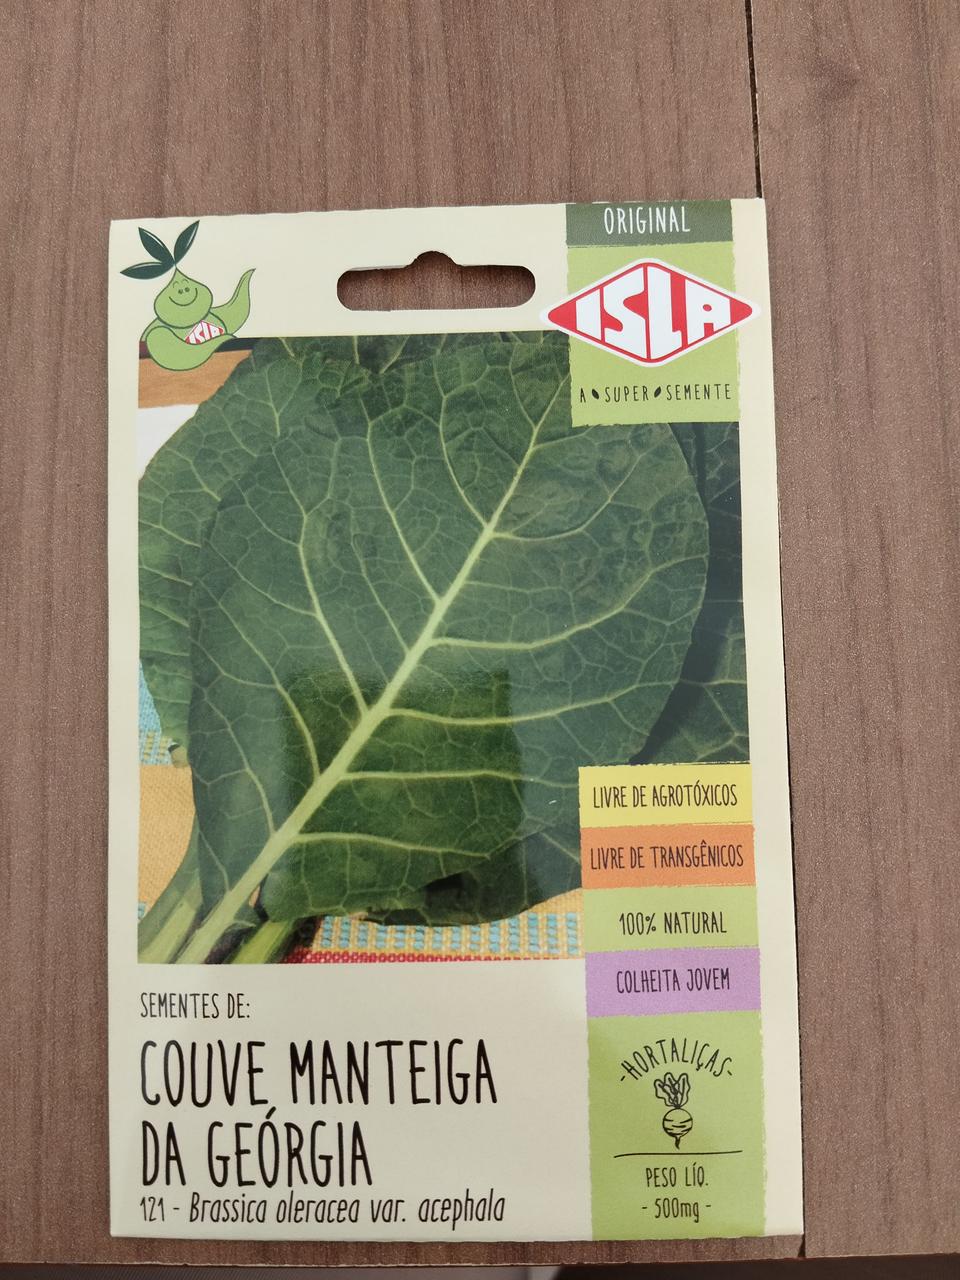 ORIGINAL
ISLA
A SUPER SEMENTE
ISLA
LIVRE DE AGROTÓXICOS
LIVRE DE TRANSGÊNICOS
100% NATURAL
COLHEITA JOVEM
SEMENTES DE:
COUVE MANTEIGA
DA GEÓRGIA
121 - Brassica oleracea var. acephala
-HORTALIÇAS-
PESO LÍQ.
- 500mg -